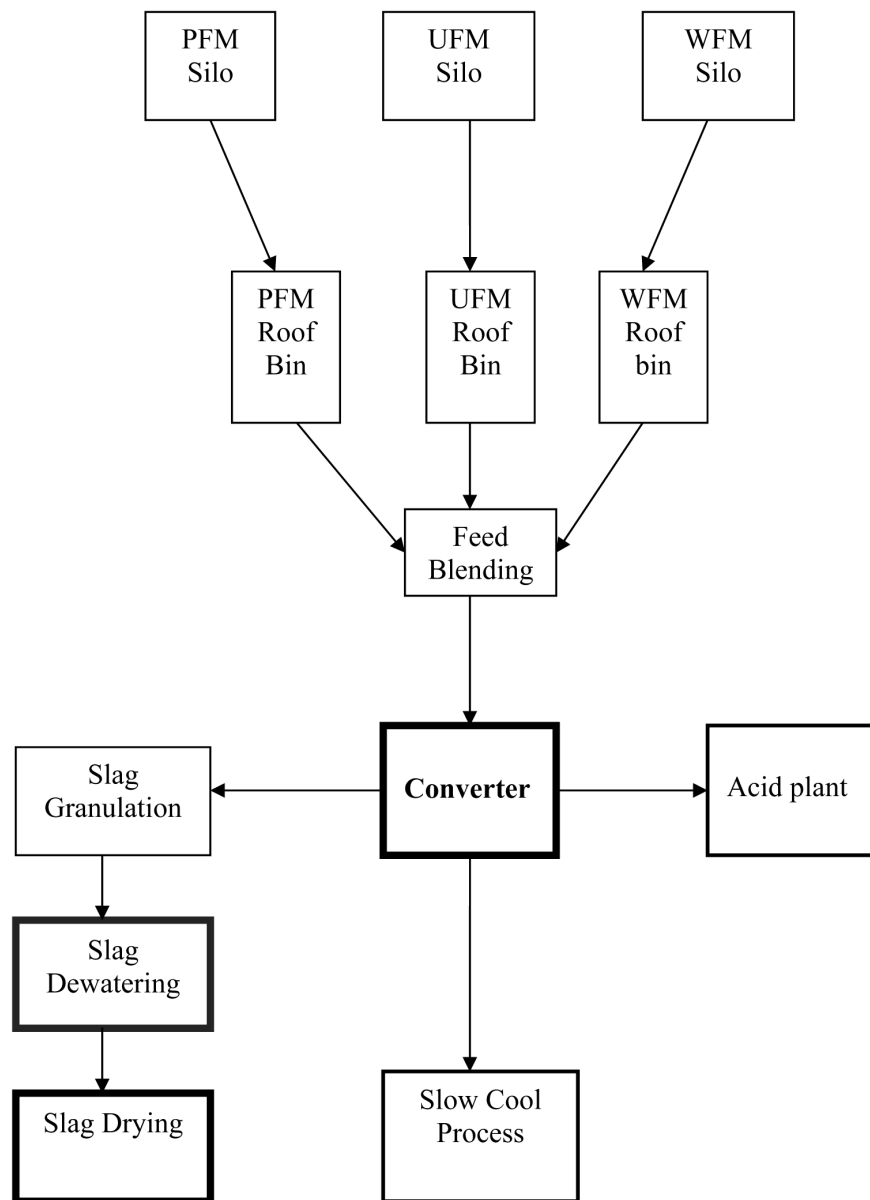 PFM
Silo
UFM
Silo
WFM
Silo
PFM
Roof
Bin
UFM
Roof
Bin
WFM
Roof
bin
Feed
Blending
Slag
Granulation
Converter
Acid plant
Slag
Dewatering
Slag Drying
Slow Cool
Process